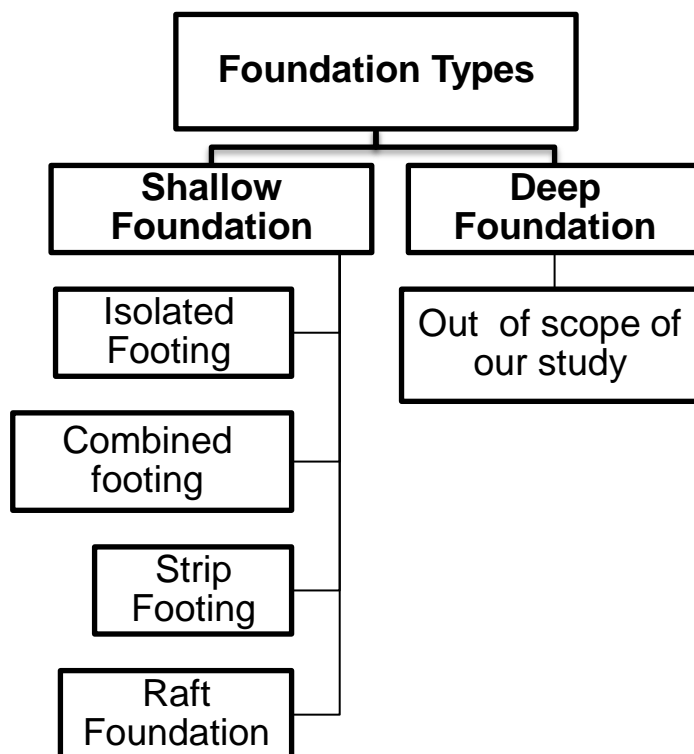 Foundation Types
Shallow
Foundation
Deep
Foundation
Isolated
Footing
Out of scope of
our study
Combined
footing
Strip
Footing
Raft
Foundation